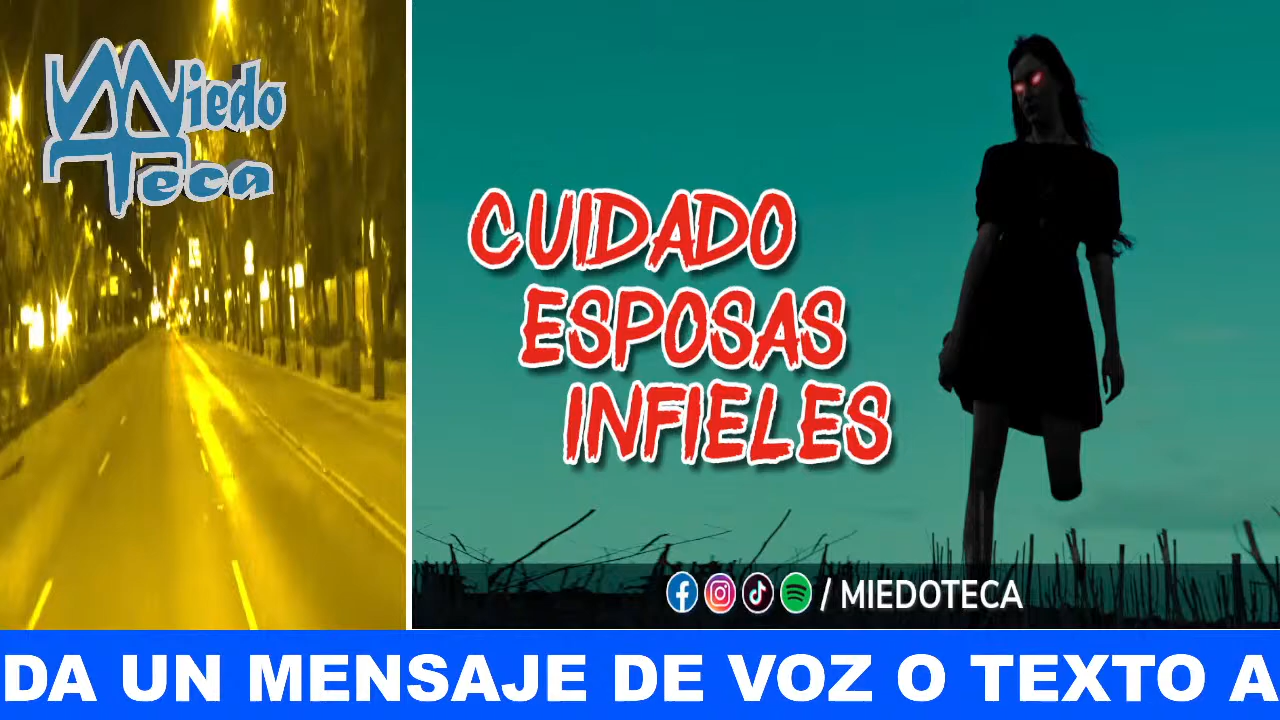 Miedo
Teca
CUIDADO
ESPOSAS
INFIELES
/ MIEDOTECA
DA UN MENSAJE DE VOZ O TEXTO A